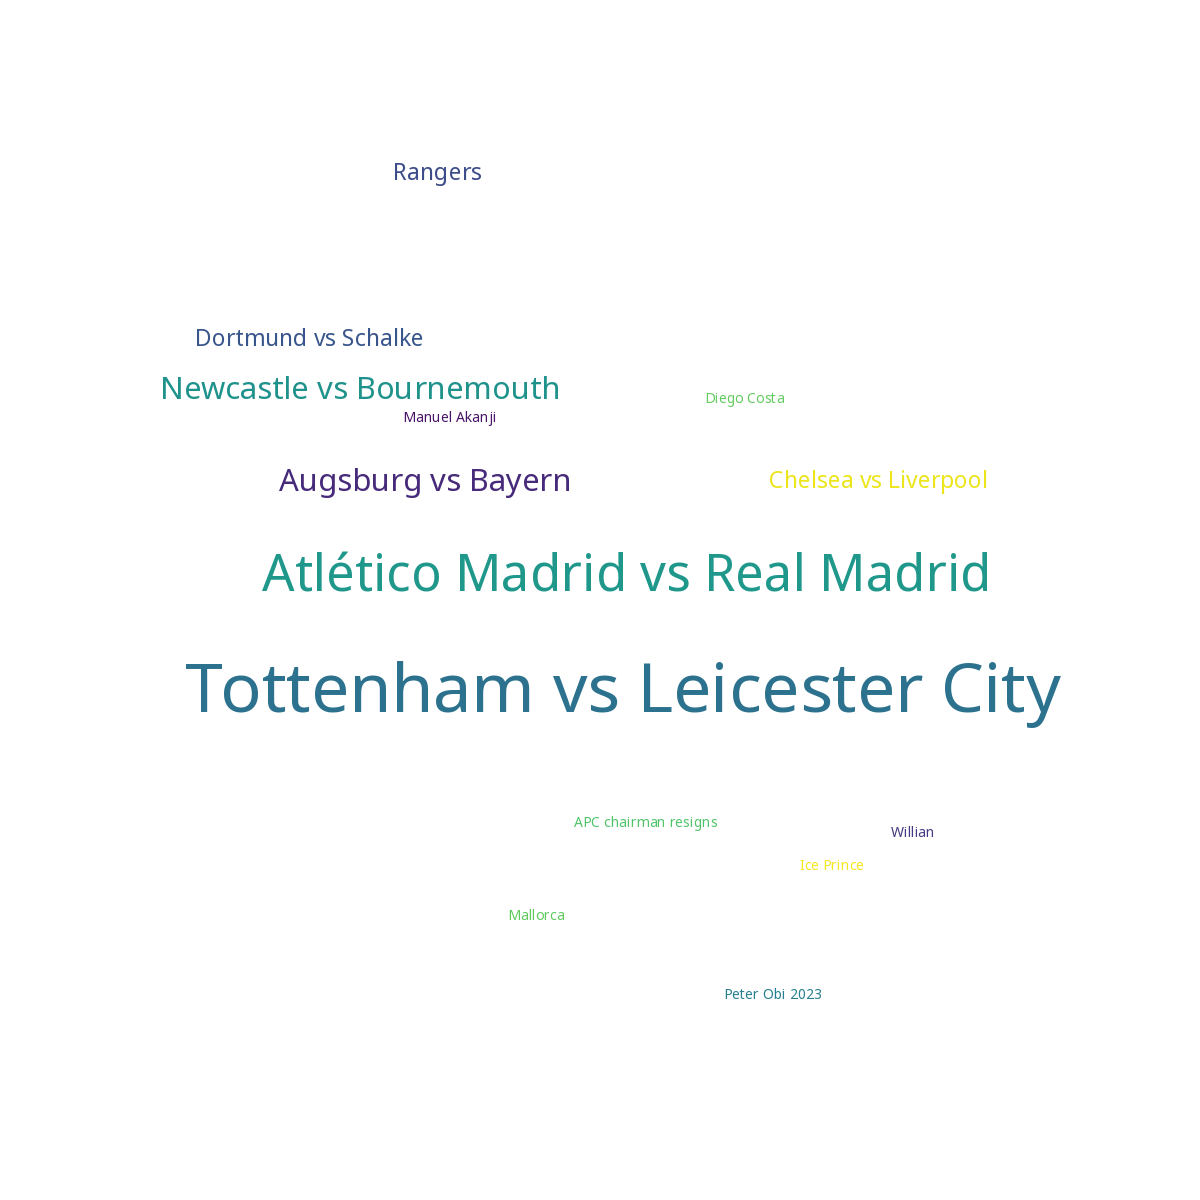 Rangers
Dortmund vs Schalke
Newcastle vs Bournemouth
Diego Costa
Manuel Akanji
Augsburg vs Bayern
Chelsea vs Liverpool
Atlético Madrid vs Real Madrid
Tottenham vs Leicester City
APC chairman resigns
Willian
Ice Prince
Mallorca
Peter Obi 2023